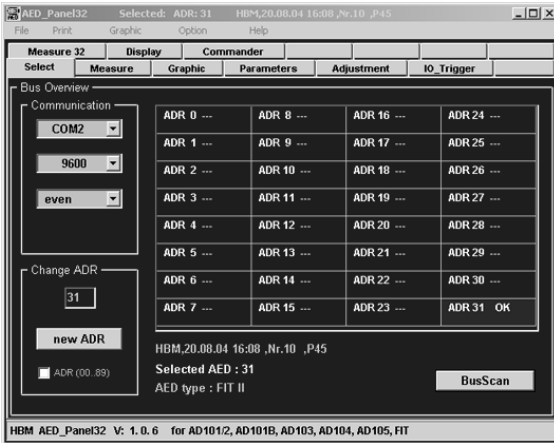 AED_Panel32 Selected: ADR: 31 HBM,20.08.04 16:08 ,Nr.10 ,P45
File Print Graphic Option Help
Measure 32 Display Commander
Select Measure Graphic Parameters Adjustment IO_Trigger
Bus Overview
Communication
COM2
9600
even
ADR 0 --- ADR 8 --- ADR 16 --- ADR 24 ---
ADR 1 --- ADR 9 --- ADR 17 --- ADR 25 ---
ADR 2 --- ADR 10 --- ADR 18 --- ADR 26 ---
ADR 3 --- ADR 11 --- ADR 19 --- ADR 27 ---
ADR 4 --- ADR 12 --- ADR 20 --- ADR 28 ---
ADR 5 --- ADR 13 --- ADR 21 --- ADR 29 ---
ADR 6 --- ADR 14 --- ADR 22 --- ADR 30 ---
ADR 7 --- ADR 15 --- ADR 23 --- ADR 31 OK
Change ADR
31
new ADR
ADR (00..89)
HBM,20.08.04 16:08 ,Nr.10 ,P45
Selected AED : 31
AED type : FIT II
BusScan
HBM AED_Panel32 V: 1. 0. 6 for AD101/2, AD101B, AD103, AD104, AD105, FIT